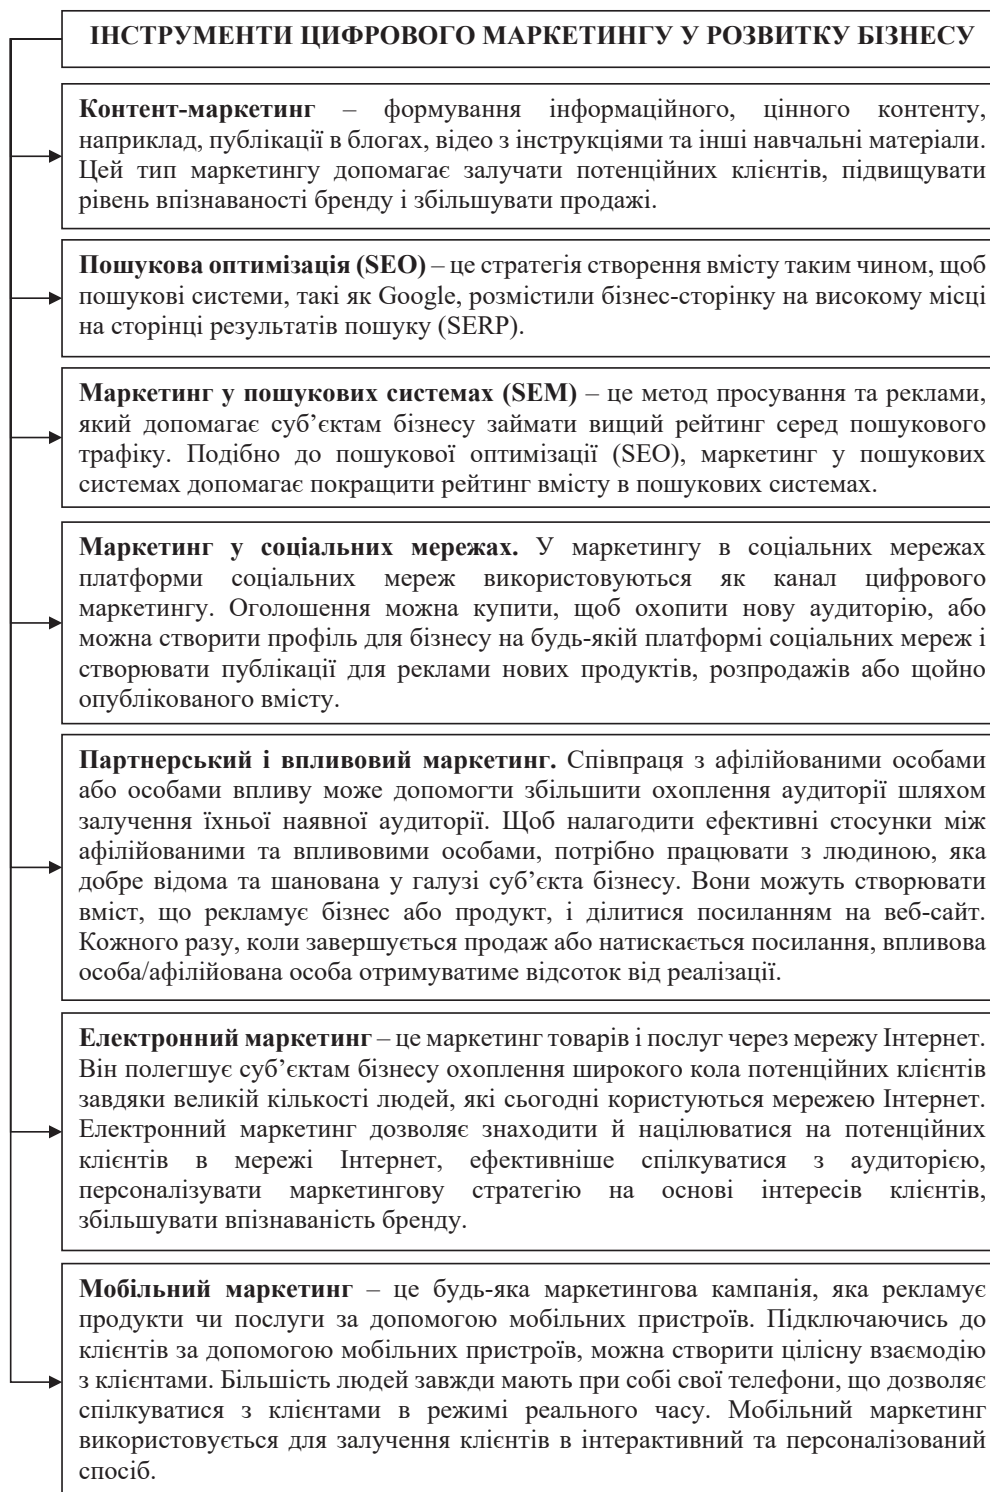 ІНСТРУМЕНТИ ЦИФРОВОГО МАРКЕТИНГУ У РОЗВИТКУ БІЗНЕСУ
Контент-маркетинг – формування інформаційного, цінного контенту,
наприклад, публікації в блогах, відео з інструкціями та інші навчальні матеріали.
Цей тип маркетингу допомагає залучати потенційних клієнтів, підвищувати
рівень впізнаваності бренду і збільшувати продажі.
Пошукова оптимізація (SEO) – це стратегія створення вмісту таким чином, щоб
пошукові системи, такі як Google, розмістили бізнес-сторінку на високому місці
на сторінці результатів пошуку (SERP).
Маркетинг у пошукових системах (SEM) – це метод просування та реклами,
який допомагає суб’єктам бізнесу займати вищий рейтинг серед пошукового
трафіку. Подібно до пошукової оптимізації (SEO), маркетинг у пошукових
системах допомагає покращити рейтинг вмісту в пошукових системах.
Маркетинг у соціальних мережах. У маркетингу в соціальних мережах
платформи соціальних мереж використовуються як канал цифрового
маркетингу. Оголошення можна купити, щоб охопити нову аудиторію, або
можна створити профіль для бізнесу на будь-якій платформі соціальних мереж і
створювати публікації для реклами нових продуктів, розпродажів або щойно
опублікованого вмісту.
Партнерський і впливовий маркетинг. Співпраця з афілійованими особами
або особами впливу може допомогти збільшити охоплення аудиторії шляхом
залучення їхньої наявної аудиторії. Щоб налагодити ефективні стосунки між
афілійованими та впливовими особами, потрібно працювати з людиною, яка
добре відома та шанована у галузі суб’єкта бізнесу. Вони можуть створювати
вміст, що рекламує бізнес або продукт, і ділитися посиланням на веб-сайт.
Кожного разу, коли завершується продаж або натискається посилання, впливова
особа/афілійована особа отримуватиме відсоток від реалізації.
Електронний маркетинг – це маркетинг товарів і послуг через мережу Інтернет.
Він полегшує суб’єктам бізнесу охоплення широкого кола потенційних клієнтів
завдяки великій кількості людей, які сьогодні користуються мережею Інтернет.
Електронний маркетинг дозволяє знаходити й націлюватися на потенційних
клієнтів в мережі Інтернет, ефективніше спілкуватися з аудиторією,
персоналізувати маркетингову стратегію на основі інтересів клієнтів,
збільшувати впізнаваність бренду.
Мобільний маркетинг – це будь-яка маркетингова кампанія, яка рекламує
продукти чи послуги за допомогою мобільних пристроїв. Підключаючись до
клієнтів за допомогою мобільних пристроїв, можна створити цілісну взаємодію
з клієнтами. Більшість людей завжди мають при собі свої телефони, що дозволяє
спілкуватися з клієнтами в режимі реального часу. Мобільний маркетинг
використовується для залучення клієнтів в інтерактивний та персоналізований
спосіб.